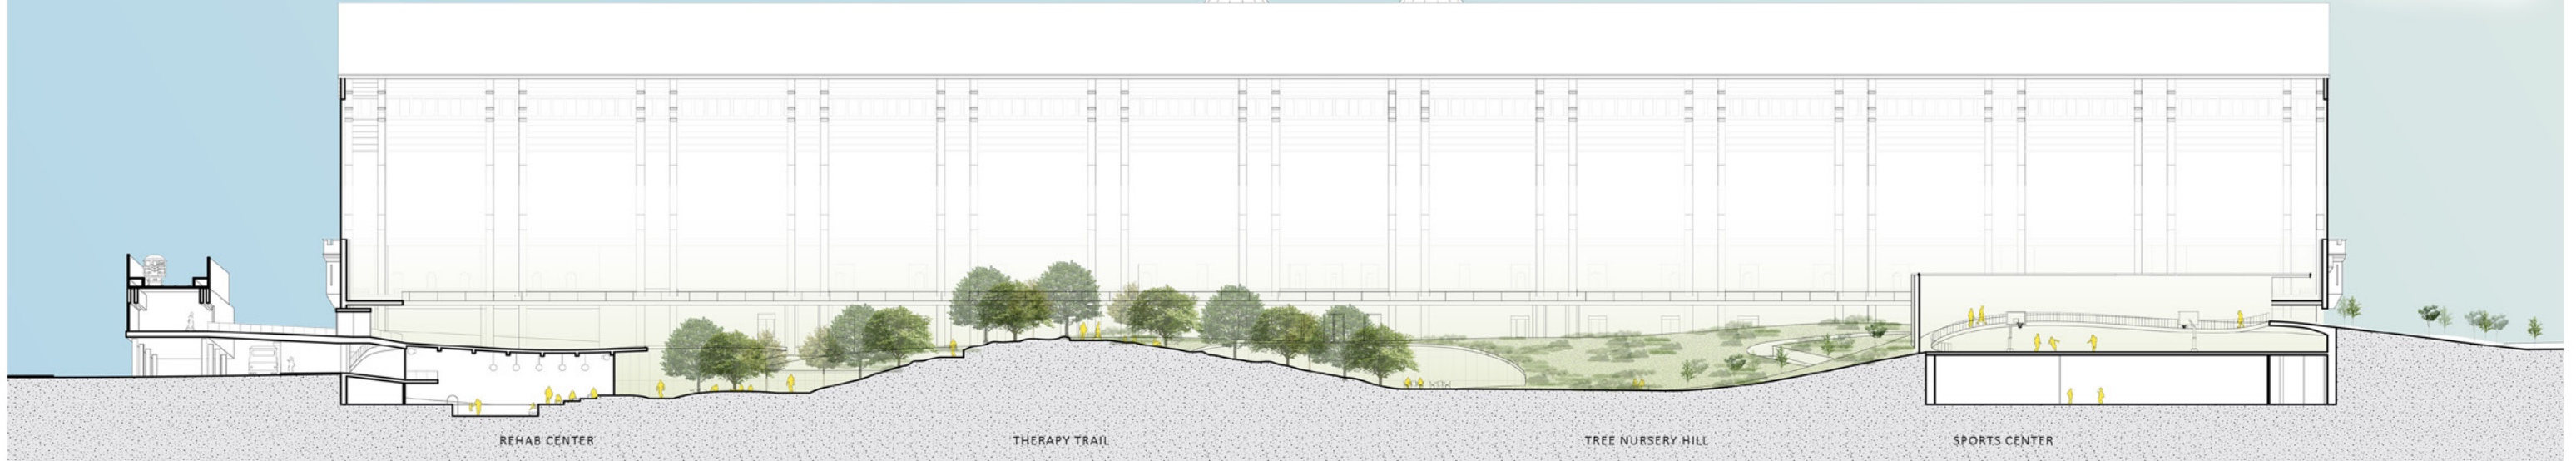 REHAB CENTER
THERAPY TRAIL
TREE NURSERY HILL
SPORTS CENTER